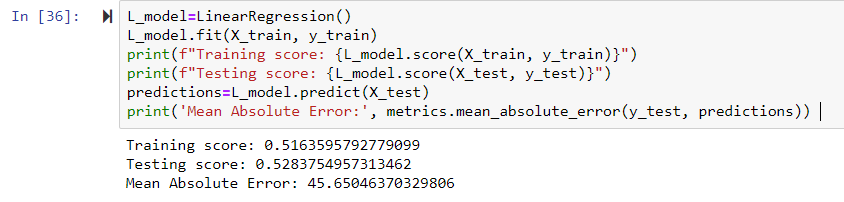 In [36]:
L_model=LinearRegression()
L_model.fit(X_train, y_train)
print(f"Training score: {L_model.score(X_train, y_train)}")
print(f"Testing score: {L_model.score(X_test, y_test)}")
predictions=L_model.predict(X_test)
print('Mean Absolute Error:', metrics.mean_absolute_error(y_test, predictions))
Training score: 0.5163595792779099
Testing score: 0.5283754957313462
Mean Absolute Error: 45.65046370329806